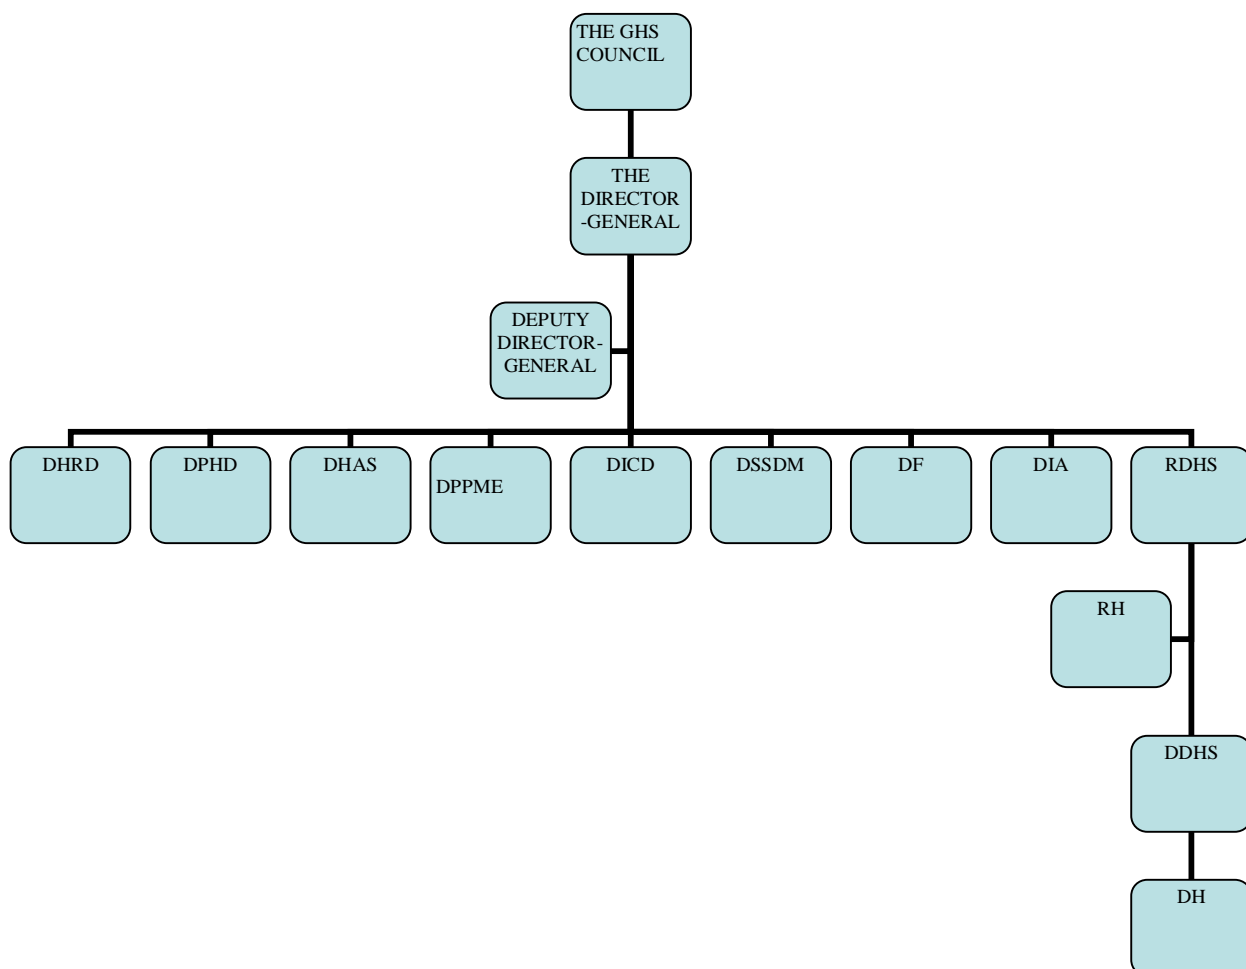 THE GHS
COUNCIL
THE
DIRECTOR
-GENERAL
DEPUTY
DIRECTOR-
GENERAL
DHRD
DPHD
DHAS
DPPME
DICD
DSSDM
DF
DIA
RDHS
RH
DDHS
DH